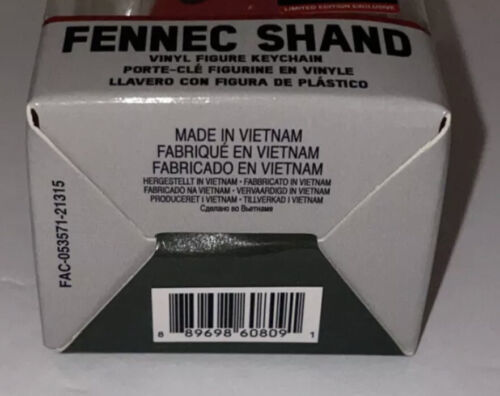 LIMITED EDITION EXCLUSIVE
FENNEC SHAND
VINYL FIGURE KEYCHAIN
PORTE-CLÉ FIGURINE EN VINYLE
LLAVERO CON FIGURA DE PLÁSTICO
MADE IN VIETNAM
FABRIQUÉ EN VIETNAM
FABRICADO EN VIETNAM
HERGESTELLT IN VIETNAM · FABBRICATO IN VIETNAM
FABRICADO NA VIETNAM · VERVAARDIGD IN VIETNAM
PRODUCERET I VIETNAM · TILLVERKAD I VIETNAM
Сделано во Вьетнаме
FAC-053571-21315
8 89698 60809 1